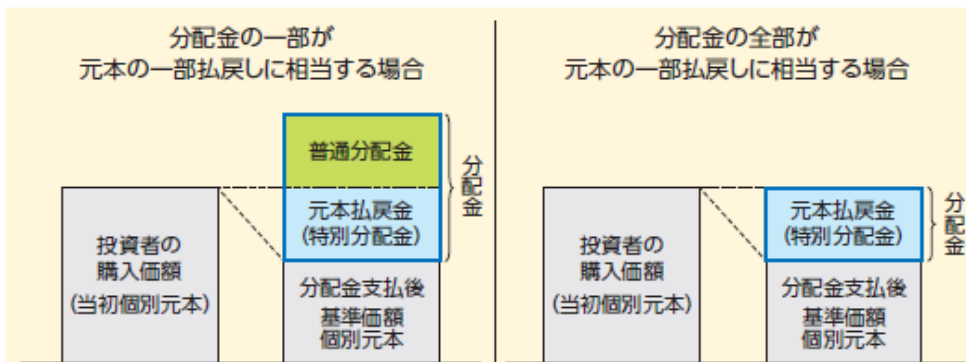 分配金の一部が
元本の一部払戻しに相当する場合
普通分配金
元本払戻金
(特別分配金)
分配金
投資者の
購入価額
(当初個別元本)
分配金支払後
基準価額
個別元本
分配金の全部が
元本の一部払戻しに相当する場合
元本払戻金
(特別分配金)
分配金
投資者の
購入価額
(当初個別元本)
分配金支払後
基準価額
個別元本